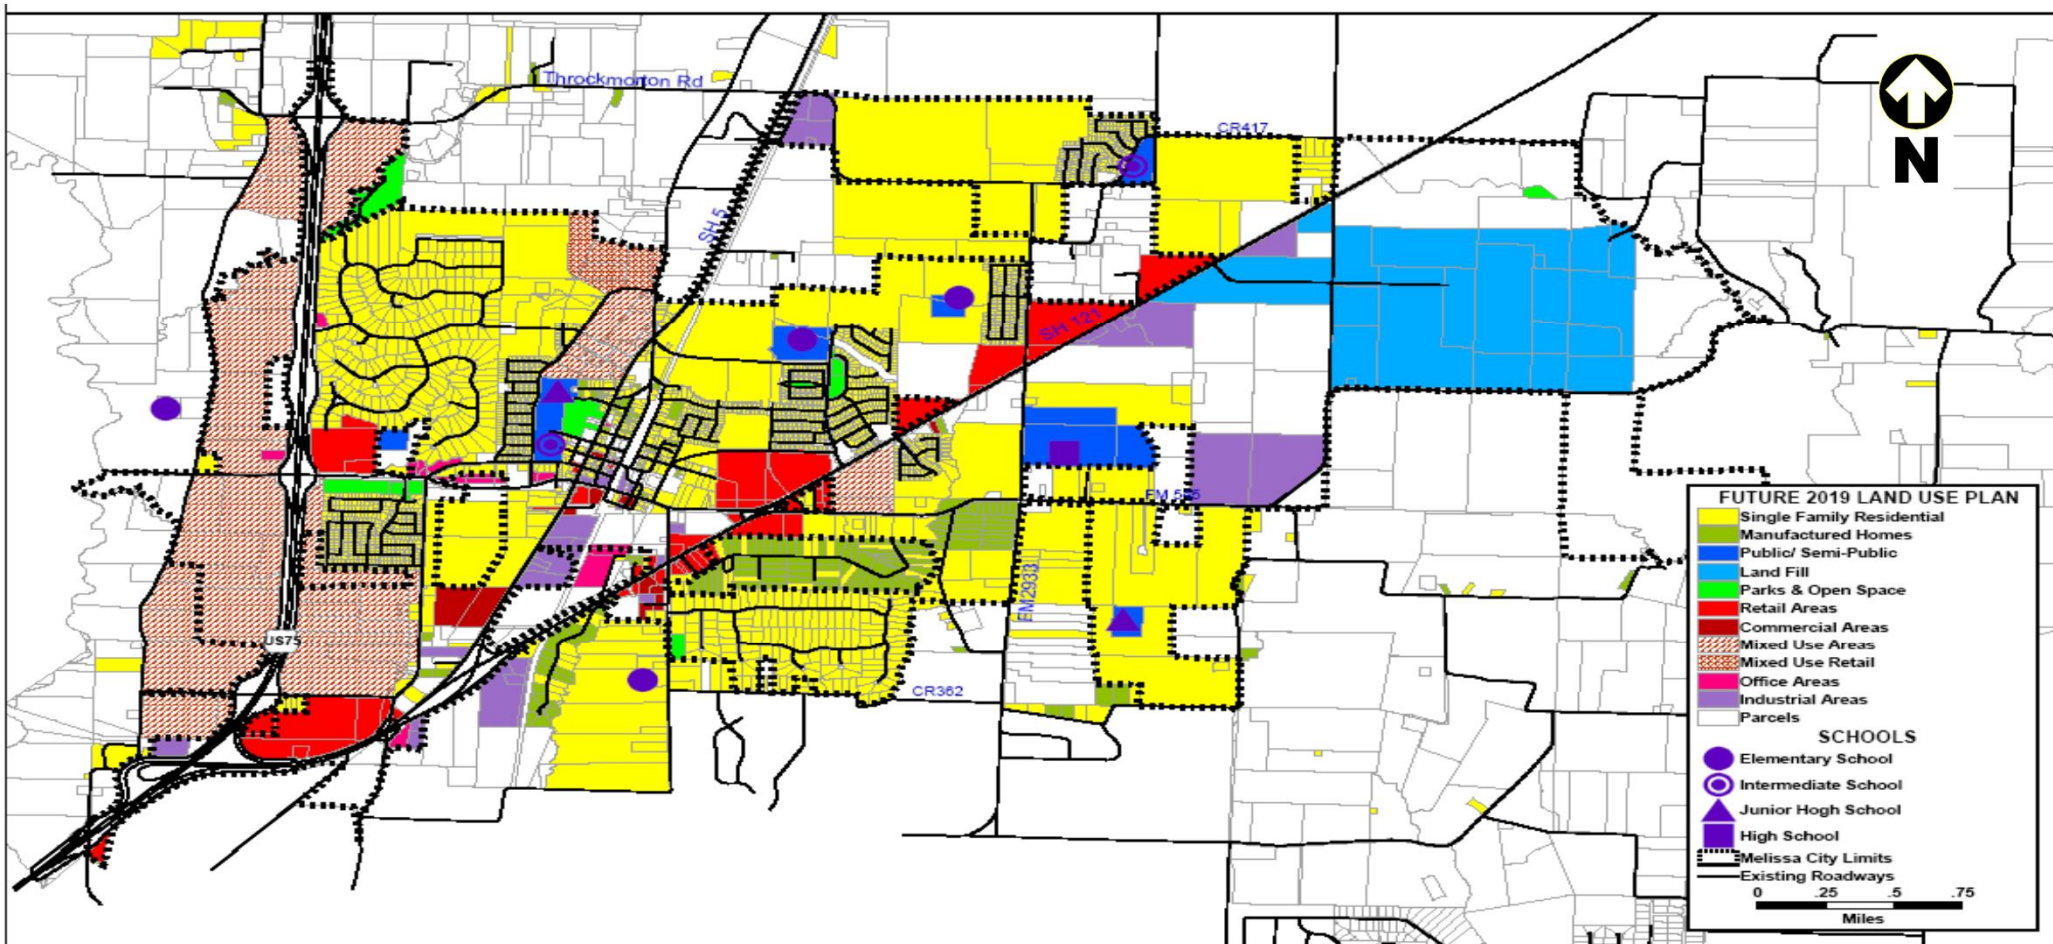 Throckmorton Rd
CR417
N
SH 5
SH 121
FUTURE 2019 LAND USE PLAN
Single Family Residential
Manufactured Homes
Public/ Semi-Public
Land Fill
Parks & Open Space
Retail Areas
Commercial Areas
Mixed Use Areas
Mixed Use Retail
Office Areas
Industrial Areas
Parcels
SCHOOLS
Elementary School
Intermediate School
Junior Hogh School
High School
Melissa City Limits
Existing Roadways
0 .25 .5 .75
Miles
FM
FM2933
US75
CR362